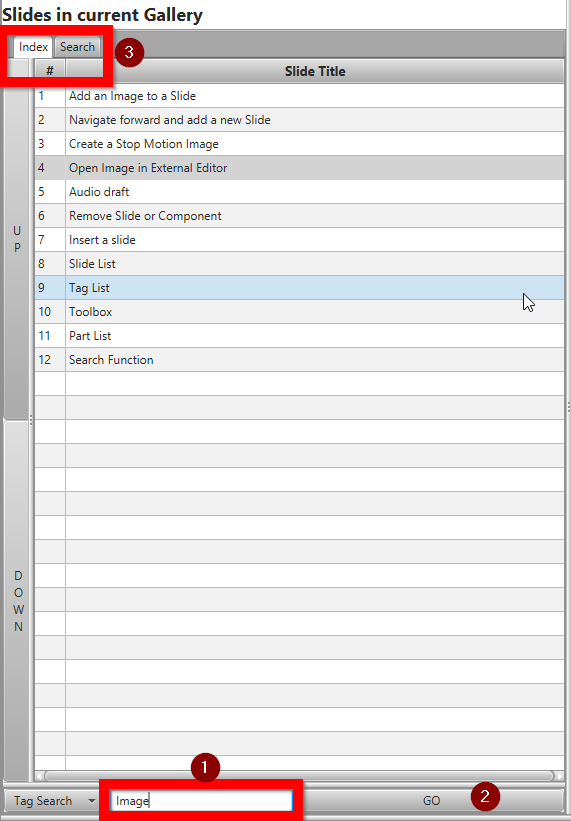 Slides in current Gallery
Index Search 3
# Slide Title
1 Add an Image to a Slide
2 Navigate forward and add a new Slide
3 Create a Stop Motion Image
4 Open Image in External Editor
5 Audio draft
6 Remove Slide or Component
7 Insert a slide
8 Slide List
9 Tag List
10 Toolbox
11 Part List
12 Search Function
U
P
D
O
W
N
1
Tag Search Image GO 2